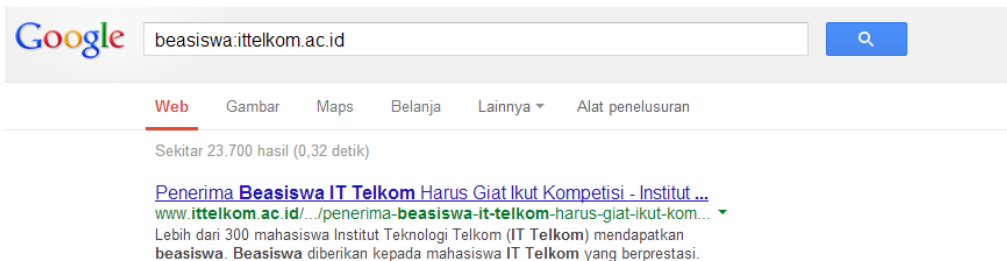 Google beasiswa:ittelkom.ac.id
Web Gambar Maps Belanja Lainnya Alat penelusuran
Sekitar 23.700 hasil (0,32 detik)
Penerima Beasiswa IT Telkom Harus Giat Ikut Kompetisi - Institut ...
www.ittelkom.ac.id/.../penerima-beasiswa-it-telkom-harus-giat-ikut-kom...
Lebih dari 300 mahasiswa Institut Teknologi Telkom (IT Telkom) mendapatkan
beasiswa. Beasiswa diberikan kepada mahasiswa IT Telkom yang berprestasi.